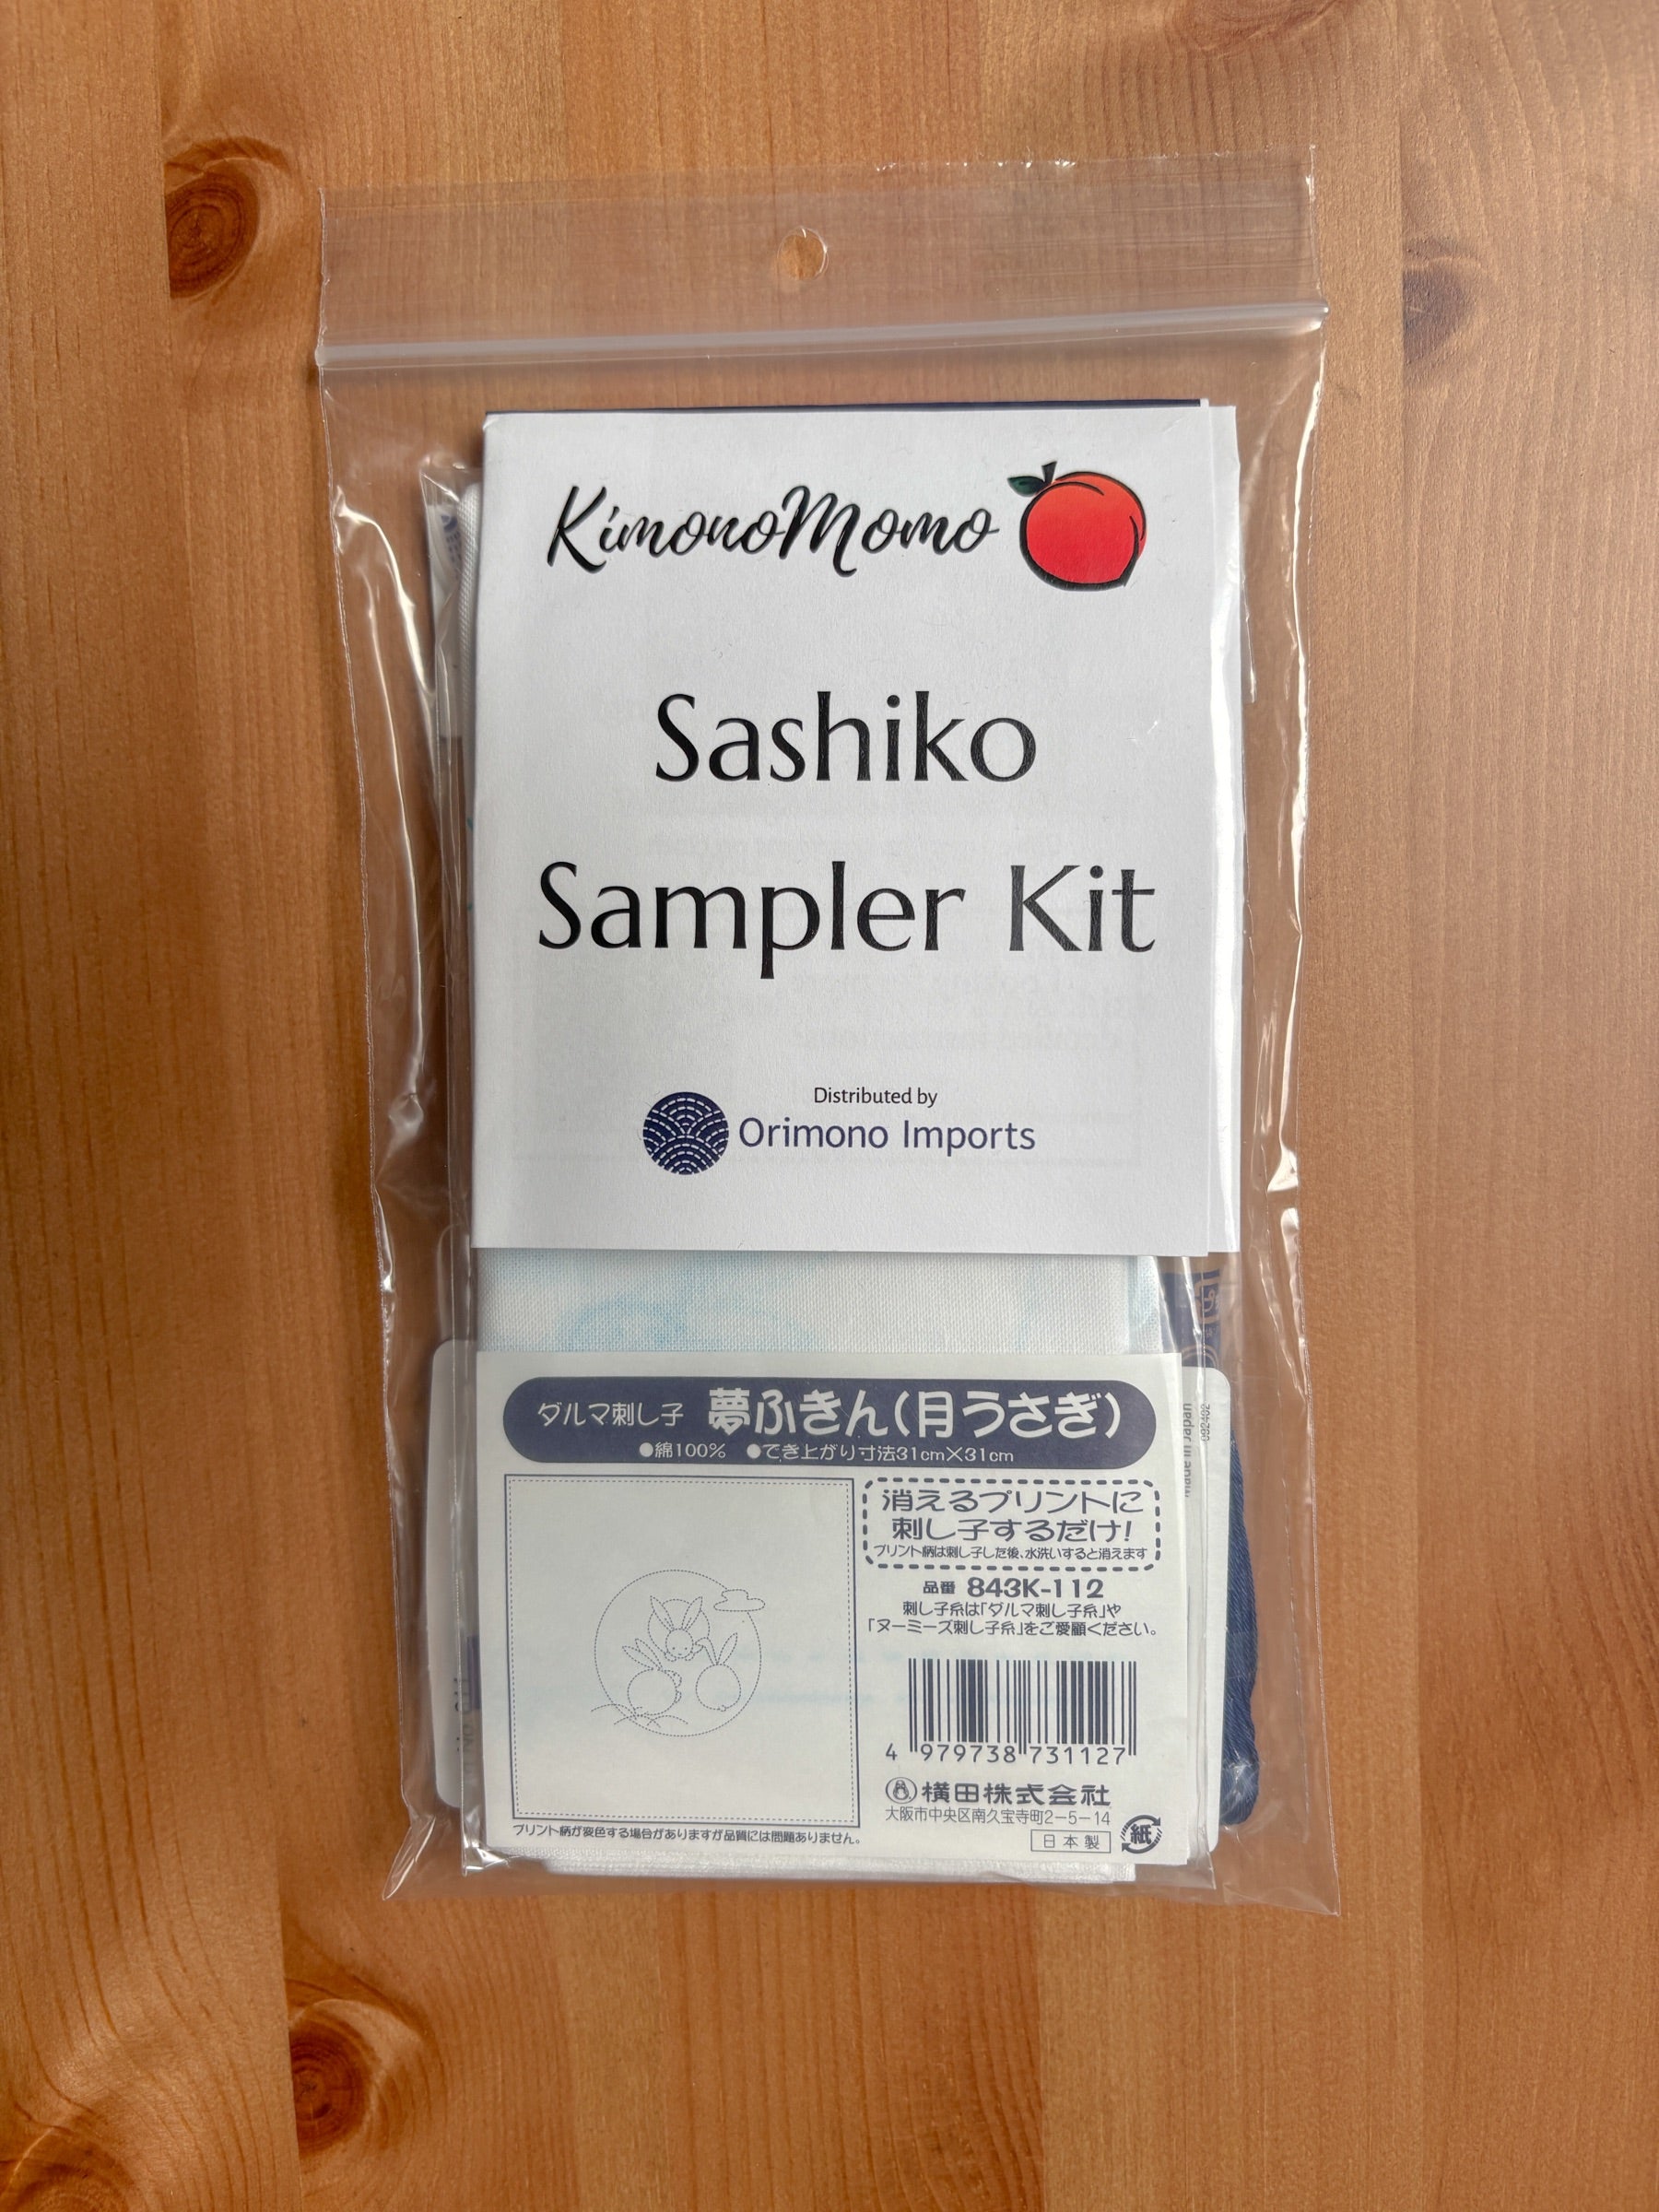 KimonoMomo
Sashiko
Sampler Kit
Distributed by
Orimono Imports
ダルマ刺し子 夢ふきん(月うさぎ)
●綿100% ●でき上がり寸法31cm×31cm
消えるプリントに
刺し子するだけ!
プリント柄は刺し子した後、水洗いすると消えます
品番 843K-112
刺し子糸は「ダルマ刺し子糸」や
「ヌーミーズ刺し子糸」をご愛顧ください。
4 979738 731127
横田株式会社
大阪市中央区南久宝寺町2-5-14
日本製
紙
プリント柄が変色する場合がありますが品質には問題ありません。
Made in Japan
092402